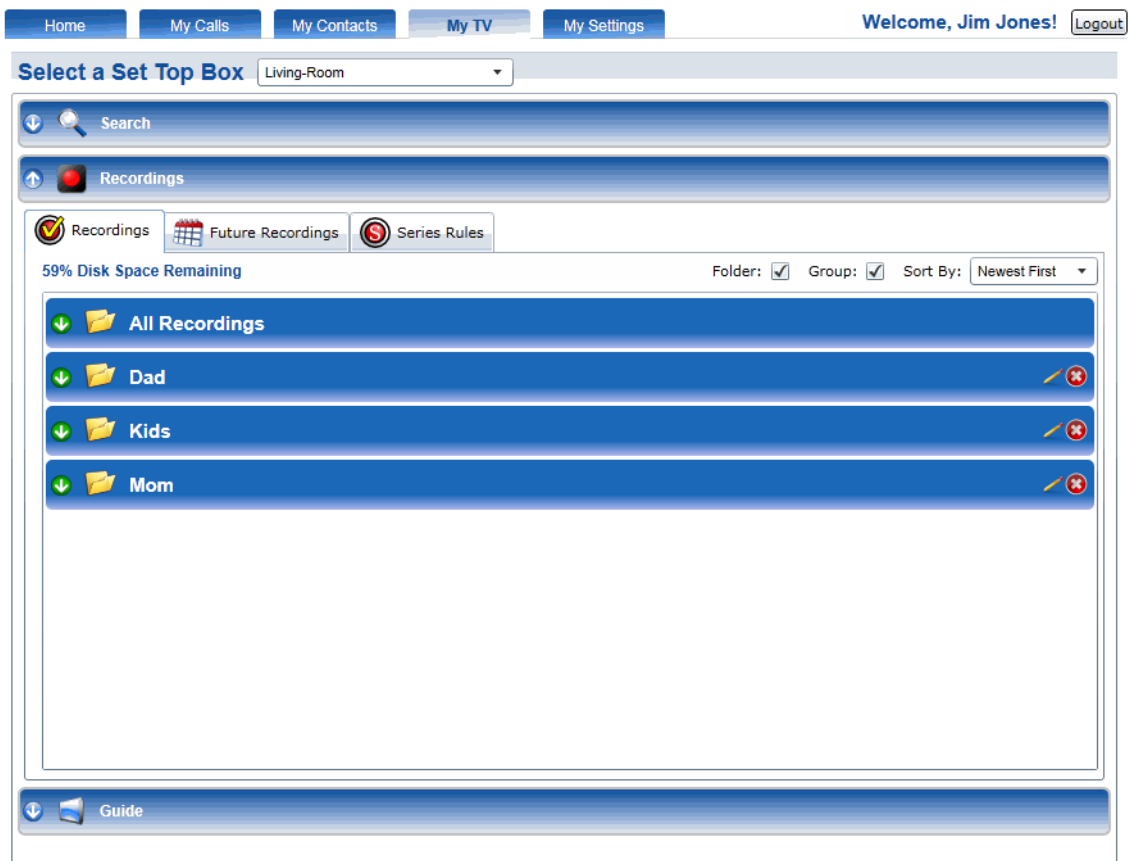 Home My Calls My Contacts My TV My Settings Welcome, Jim Jones! Logout
Select a Set Top Box Living-Room
Search
Recordings
Recordings Future Recordings S Series Rules
59% Disk Space Remaining Folder: Group: Sort By: Newest First
All Recordings
Dad
Kids
Mom
Guide